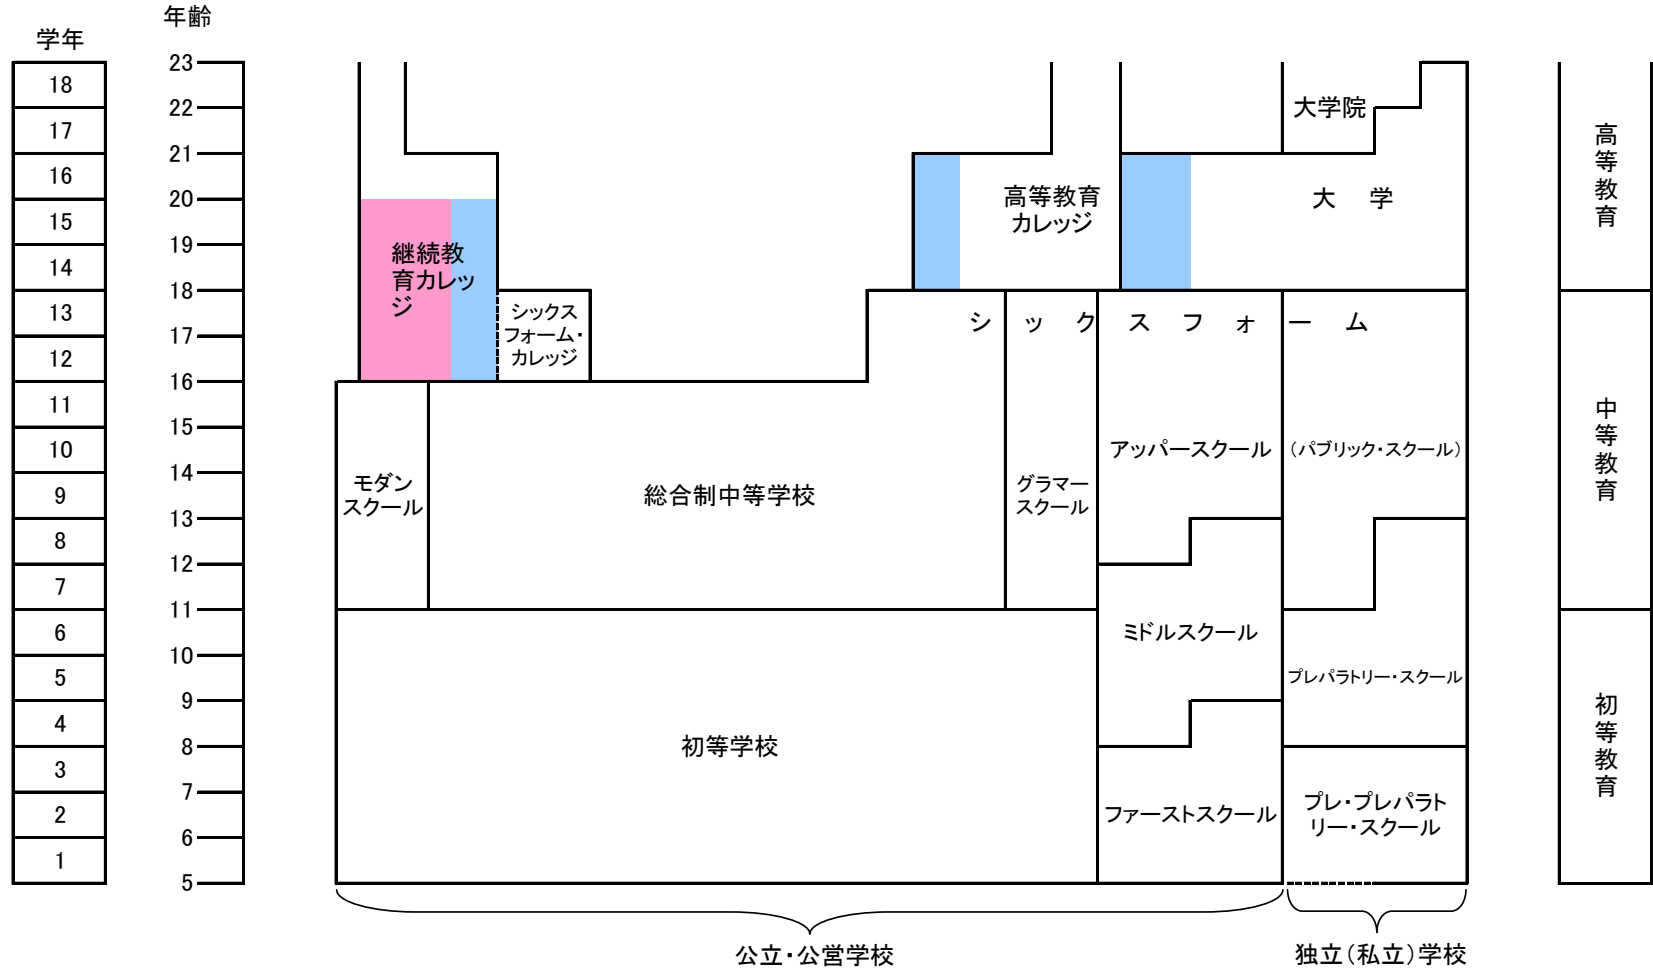 年齢
学年
23
18
22
大学院
17
21
高等教育
16
20
高等教育
カレッジ
大 学
15
19
継続教
育カレッ
ジ
14
18
13
シックス
フォーム・
カレッジ
シックスフォーム
17
12
16
11
15
中等教育
10
アッパースクール
(パブリック・スクール)
14
モダン
スクール
9
総合制中等学校
グラマー
スクール
13
8
12
7
11
6
ミドルスクール
10
5
プレパラトリー・スクール
9
4
初等教育
8
初等学校
3
7
2
ファーストスクール
プレ・プレパラト
リー・スクール
6
1
5
公立・公営学校
独立(私立)学校